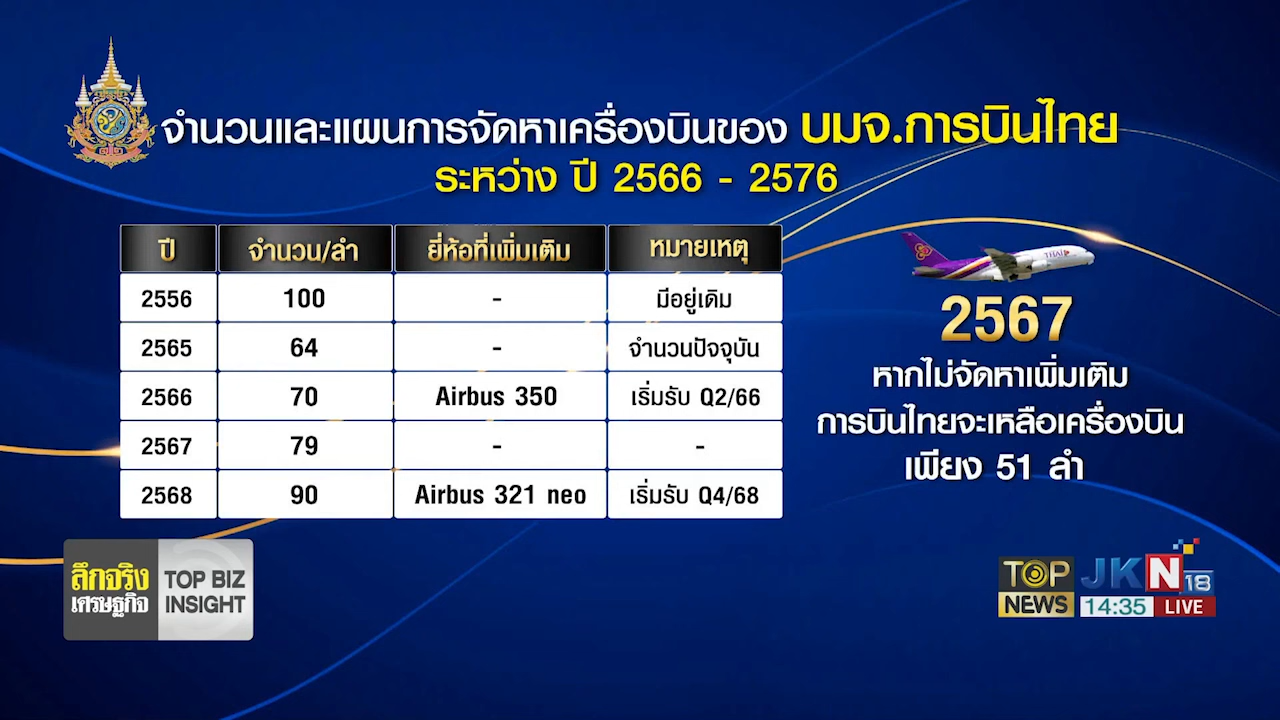 จำนวนและแผนการจัดหาเครื่องบินของ บมจ.การบินไทย
ระหว่าง ปี 2566 - 2576
ปี จำนวน/ลำ ยี่ห้อที่เพิ่มเติม หมายเหตุ
2556 100 - มีอยู่เดิม
2565 64 - จำนวนปัจจุบัน
2566 70 Airbus 350 เริ่มรับ Q2/66
2567 79 - -
2568 90 Airbus 321 neo เริ่มรับ Q4/68
THAI
2567
หากไม่จัดหาเพิ่มเติม
การบินไทยจะเหลือเครื่องบิน
เพียง 51 ลำ
ลึกจริง
เศรษฐกิจ
TOP BIZ
INSIGHT
TOP
NEWS
JKN18
14:35 LIVE